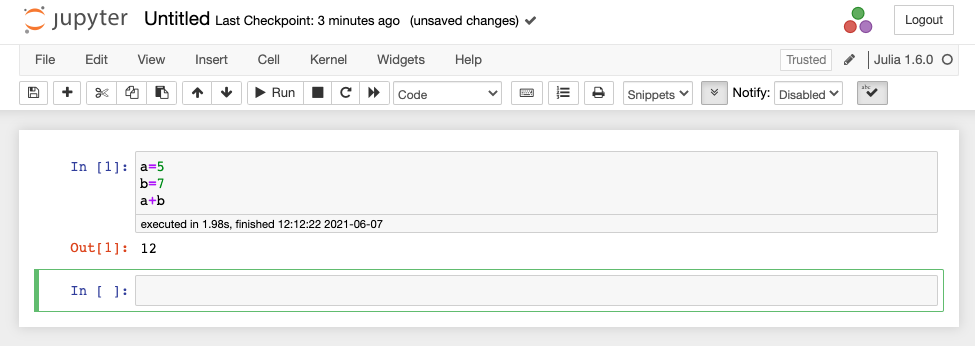 jupyter Untitled Last Checkpoint: 3 minutes ago (unsaved changes)
Logout
File Edit View Insert Cell Kernel Widgets Help Trusted Julia 1.6.0
Run Code Snippets Notify: Disabled abc
In [1]: a=5
b=7
a+b
executed in 1.98s, finished 12:12:22 2021-06-07
Out[1]: 12
In [ ]: